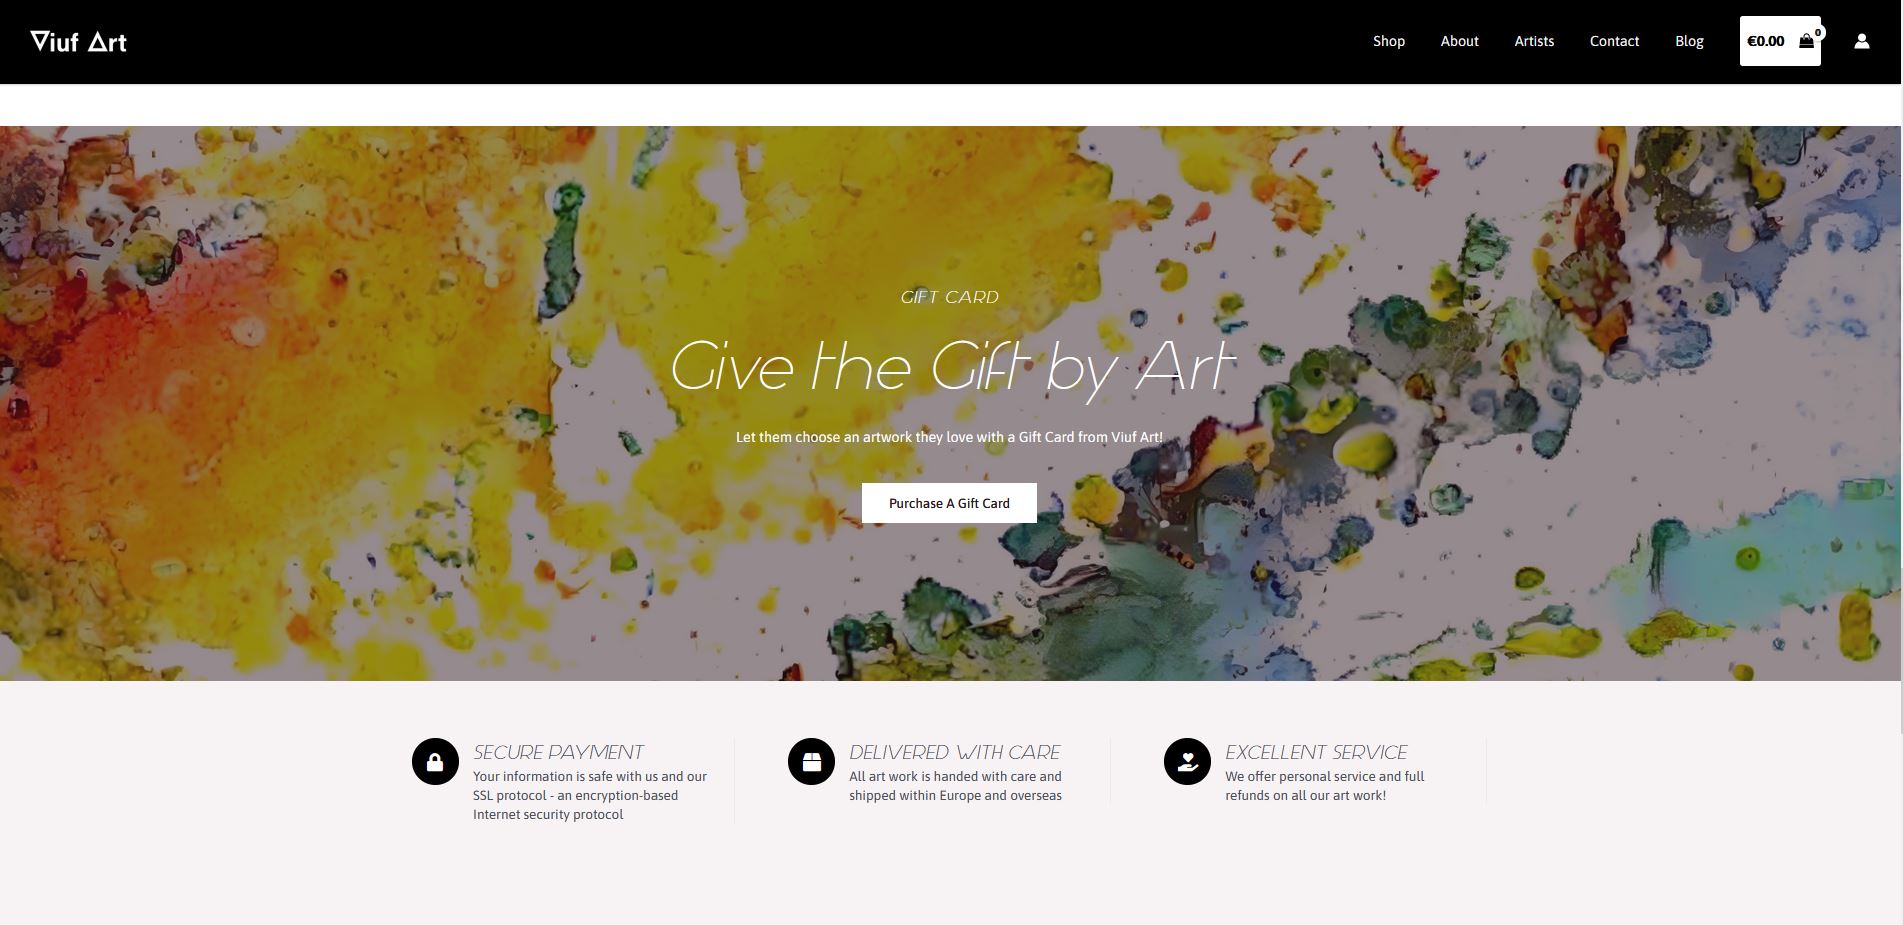 Viuf Art
Shop
About
Artists
Contact
Blog
€0.00
0
GIFT CARD
Give the Gift by Art
Let them choose an artwork they love with a Gift Card from Viuf Art!
Purchase A Gift Card
SECURE PAYMENT
Your information is safe with us and our
SSL protocol - an encryption-based
Internet security protocol
DELIVERED WITH CARE
All art work is handed with care and
shipped within Europe and overseas
EXCELLENT SERVICE
We offer personal service and full
refunds on all our art work!